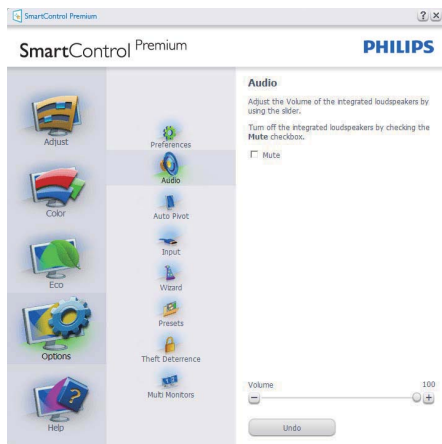 SmartControl Premium
SmartControl Premium
PHILIPS
Adjust
Color
Eco
Options
Help
Preferences
Audio
Auto Pivot
Input
Wizard
Presets
Theft Deterrence
Multi Monitors
Audio
Adjust the Volume of the integrated loudspeakers by
using the slider.
Turn off the integrated loudspeakers by checking the
Mute checkbox.
Mute
Volume 100
Undo